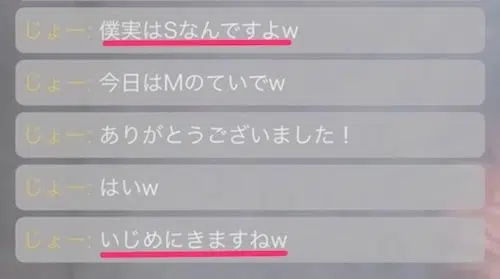 じょー: 僕実はSなんですよw
じょー: 今日はMのていでw
じょー: ありがとうございました！
じょー: はいw
じょー: いじめにきますねw